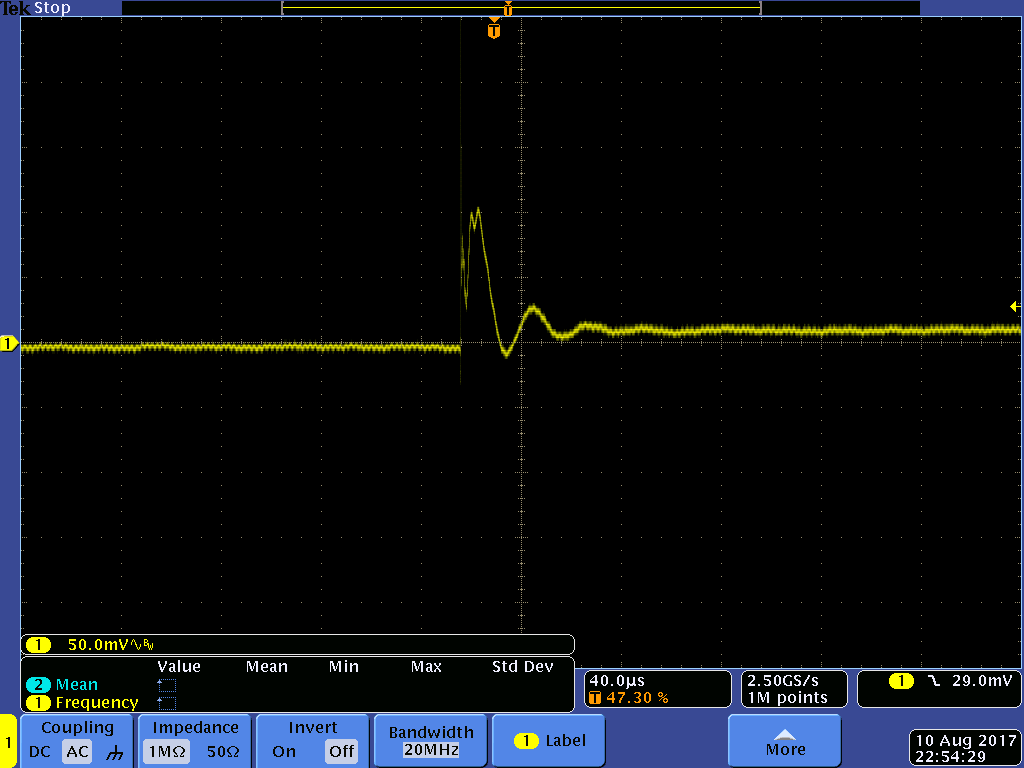 Tek Stop
T
T
1
1 50.0mV∿BW
Value Mean Min Max Std Dev
2 Mean
1 Frequency
40.0µs
T 47.30 %
2.50GS/s
1M points
1 29.0mV
1
Coupling
DC AC
Impedance
1MΩ 50Ω
Invert
On Off
Bandwidth
20MHz
1 Label
More
10 Aug 2017
22:54:29